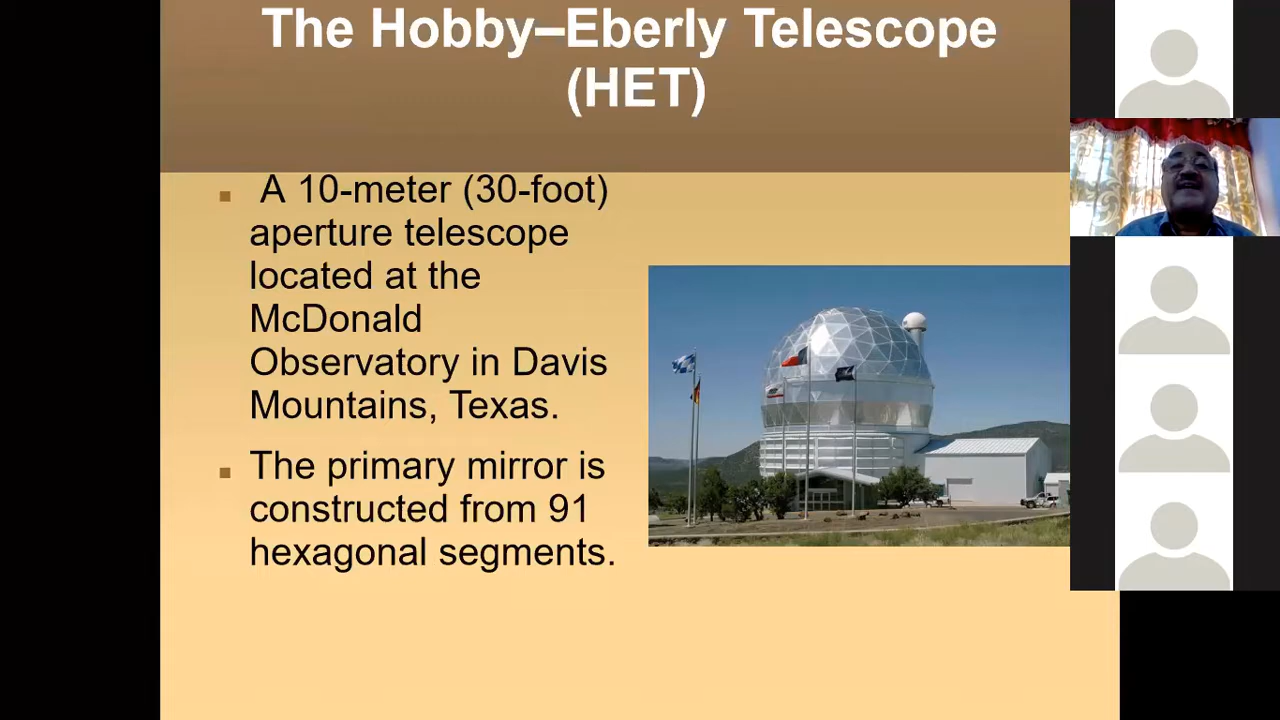 The Hobby–Eberly Telescope
(HET)
A 10-meter (30-foot)
aperture telescope
located at the
McDonald
Observatory in Davis
Mountains, Texas.
The primary mirror is
constructed from 91
hexagonal segments.